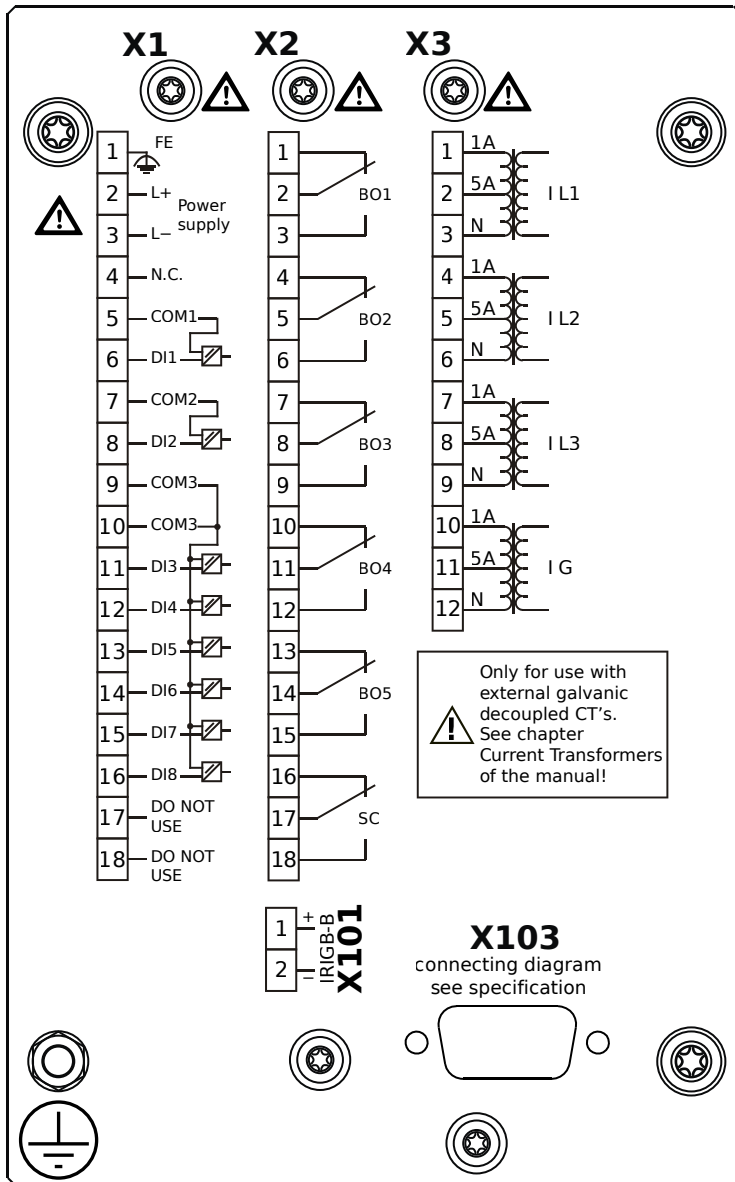 X1 X2 X3
1 FE
2 L+
Power
supply
3 L−
4 N.C.
5 COM1
6 DI1
7 COM2
8 DI2
9 COM3
10 COM3
11 DI3
12 DI4
13 DI5
14 DI6
15 DI7
16 DI8
17 DO NOT
USE
18 DO NOT
USE
1
2 BO1
3
4
5 BO2
6
7
8 BO3
9
10
11 BO4
12
13
14 BO5
15
16
17 SC
18
1 1A
2 5A I L1
3 N
4 1A
5 5A I L2
6 N
7 1A
8 5A I L3
9 N
10 1A
11 5A I G
12 N
Only for use with
external galvanic
decoupled CT's.
See chapter
Current Transformers
of the manual!
1 +
2 −
IRIGB-B
X101
X103
connecting diagram
see specification